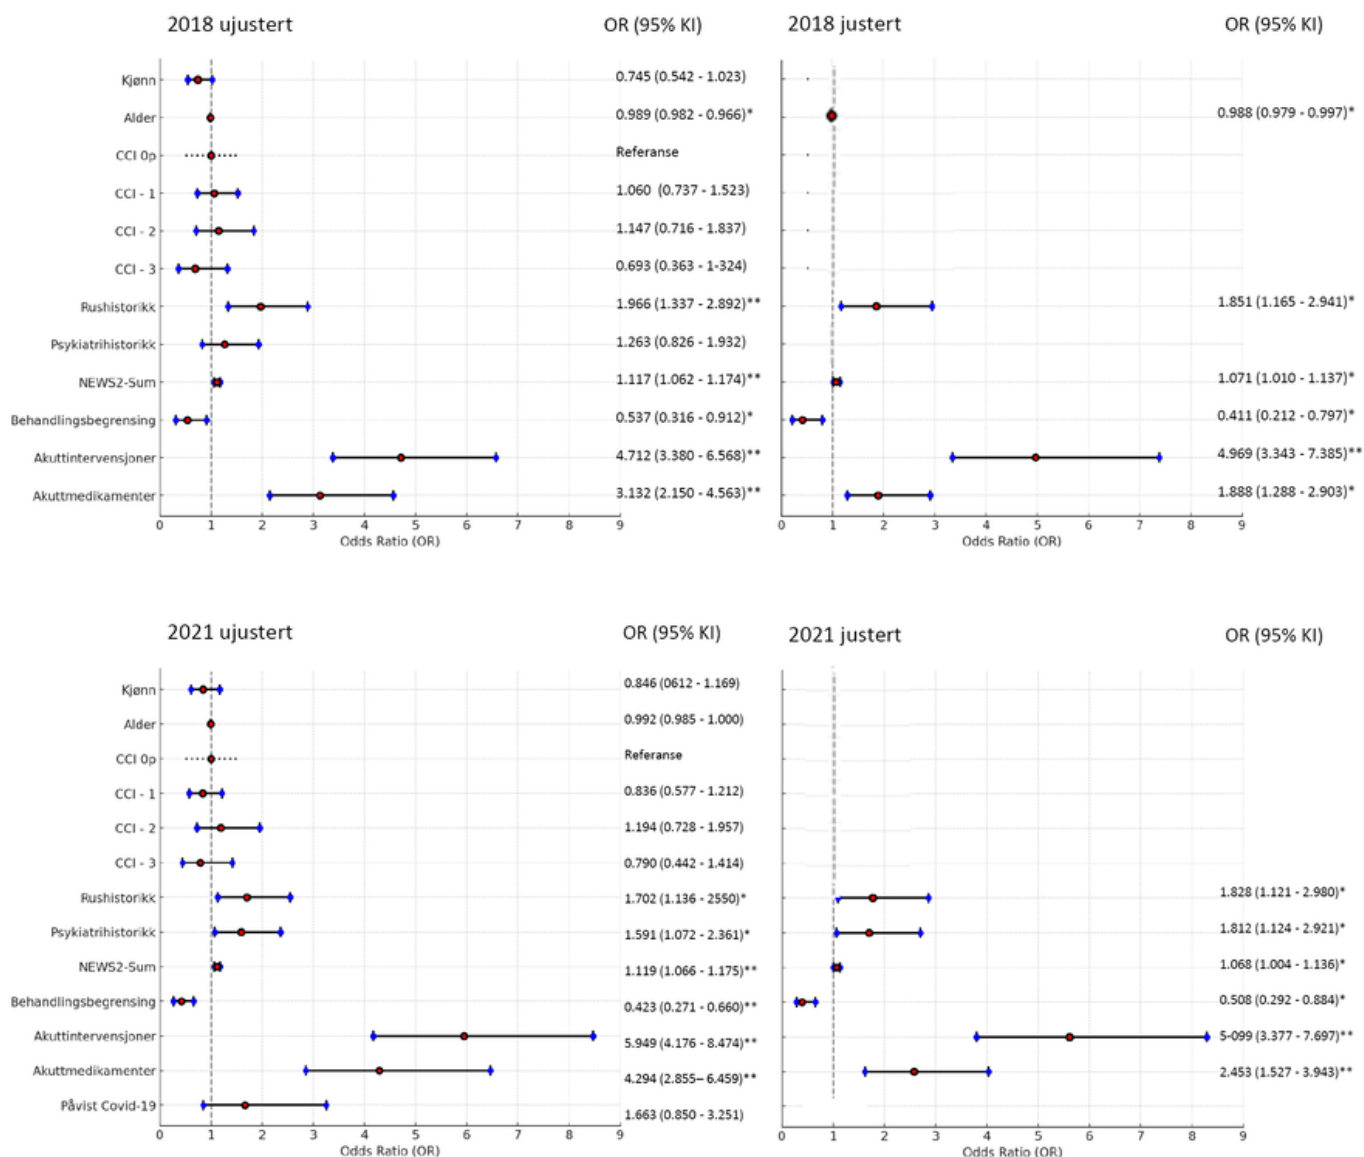 2018 ujustert OR (95% KI) 2018 justert OR (95% KI)
Kjønn 0.745 (0.542 - 1.023)
Alder 0.989 (0.982 - 0.966)* 0.988 (0.979 - 0.997)*
CCI 0p Referanse
CCI - 1 1.060 (0.737 - 1.523)
CCI - 2 1.147 (0.716 - 1.837)
CCI - 3 0.693 (0.363 - 1-324)
Rushistorikk 1.966 (1.337 - 2.892)** 1.851 (1.165 - 2.941)*
Psykiatrihistorikk 1.263 (0.826 - 1.932)
NEWS2-Sum 1.117 (1.062 - 1.174)** 1.071 (1.010 - 1.137)*
Behandlingsbegrensing 0.537 (0.316 - 0.912)* 0.411 (0.212 - 0.797)*
Akuttintervensjoner 4.712 (3.380 - 6.568)** 4.969 (3.343 - 7.385)**
Akuttmedikamenter 3.132 (2.150 - 4.563)** 1.888 (1.288 - 2.903)*
0 1 2 3 4 5 6 7 8 9 0 1 2 3 4 5 6 7 8 9
Odds Ratio (OR) Odds Ratio (OR)
2021 ujustert OR (95% KI) 2021 justert OR (95% KI)
Kjønn 0.846 (0612 - 1.169)
Alder 0.992 (0.985 - 1.000)
CCI 0p Referanse
CCI - 1 0.836 (0.577 - 1.212)
CCI - 2 1.194 (0.728 - 1.957)
CCI - 3 0.790 (0.442 - 1.414)
Rushistorikk 1.702 (1.136 - 2550)* 1.828 (1.121 - 2.980)*
Psykiatrihistorikk 1.591 (1.072 - 2.361)* 1.812 (1.124 - 2.921)*
NEWS2-Sum 1.119 (1.066 - 1.175)** 1.068 (1.004 - 1.136)*
Behandlingsbegrensing 0.423 (0.271 - 0.660)** 0.508 (0.292 - 0.884)*
Akuttintervensjoner 5.949 (4.176 - 8.474)** 5-099 (3.377 - 7.697)**
Akuttmedikamenter 4.294 (2.855– 6.459)** 2.453 (1.527 - 3.943)**
Påvist Covid-19 1.663 (0.850 - 3.251)
0 1 2 3 4 5 6 7 8 9 0 1 2 3 4 5 6 7 8 9
Odds Ratio (OR) Odds Ratio (OR)